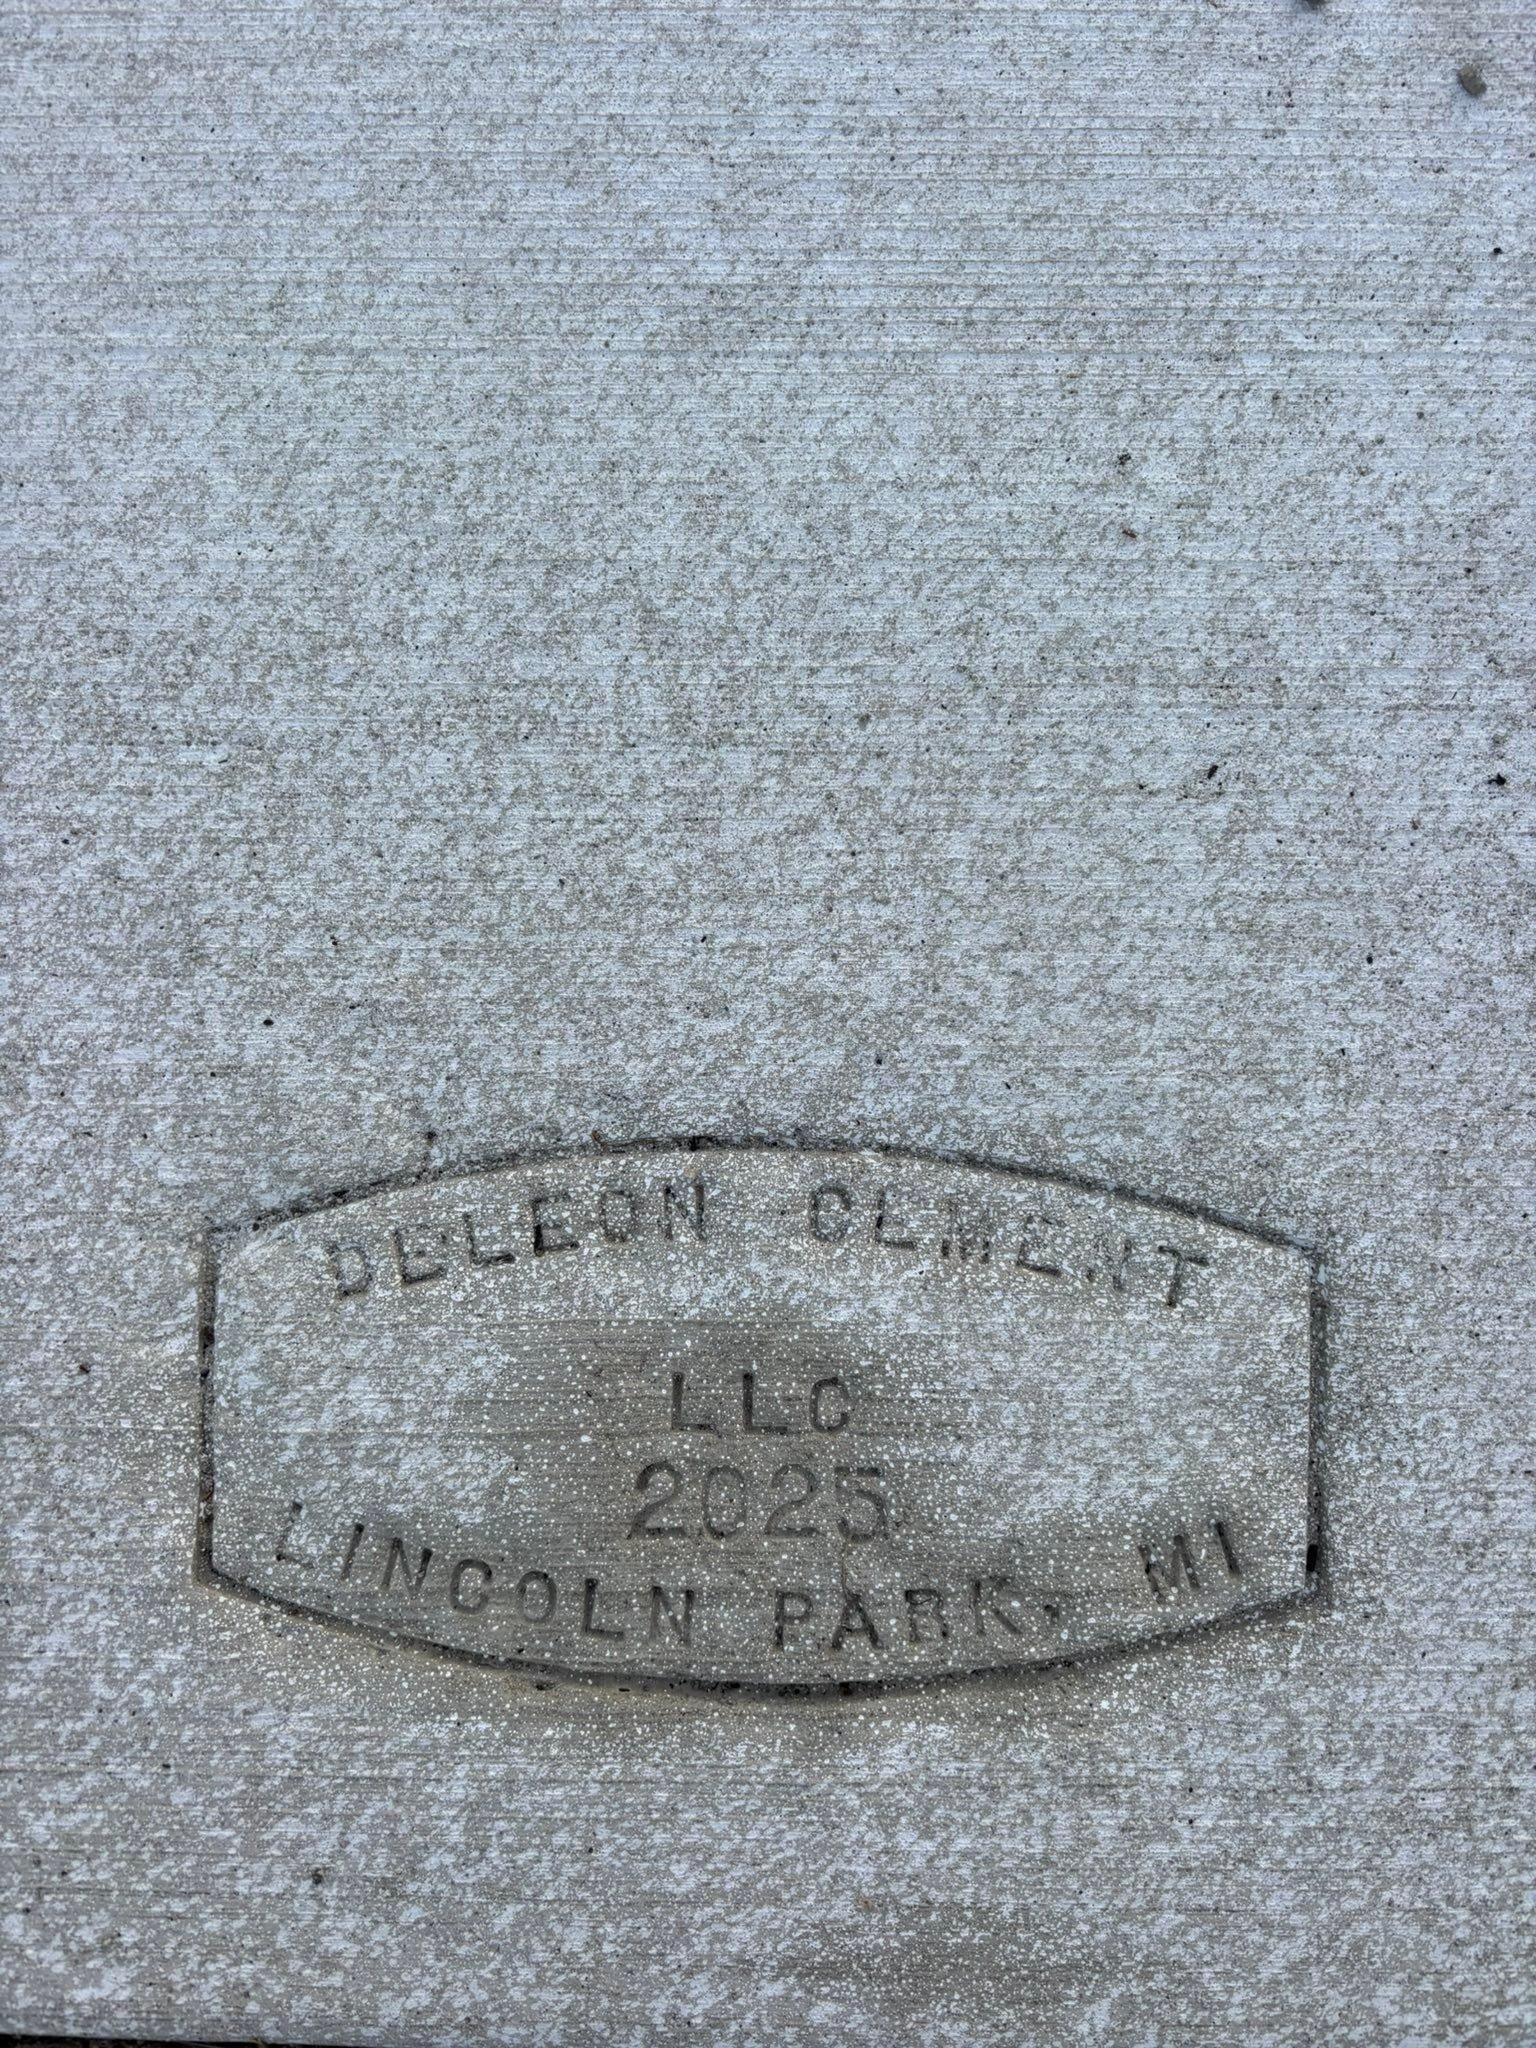 DELEON CEMENT
LLC
2025
LINCOLN PARK, MI